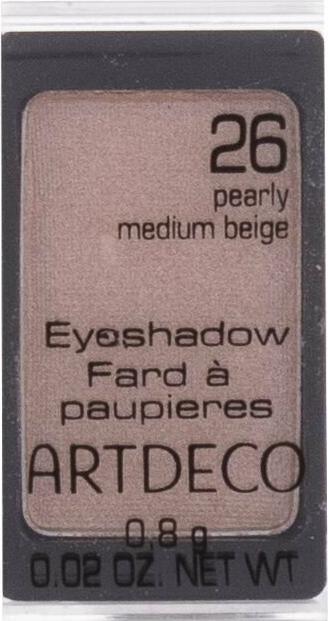 26
pearly
medium beige
Eyeshadow
Fard à
paupieres
ARTDECO
0,8 g
0.02 OZ. NET WT